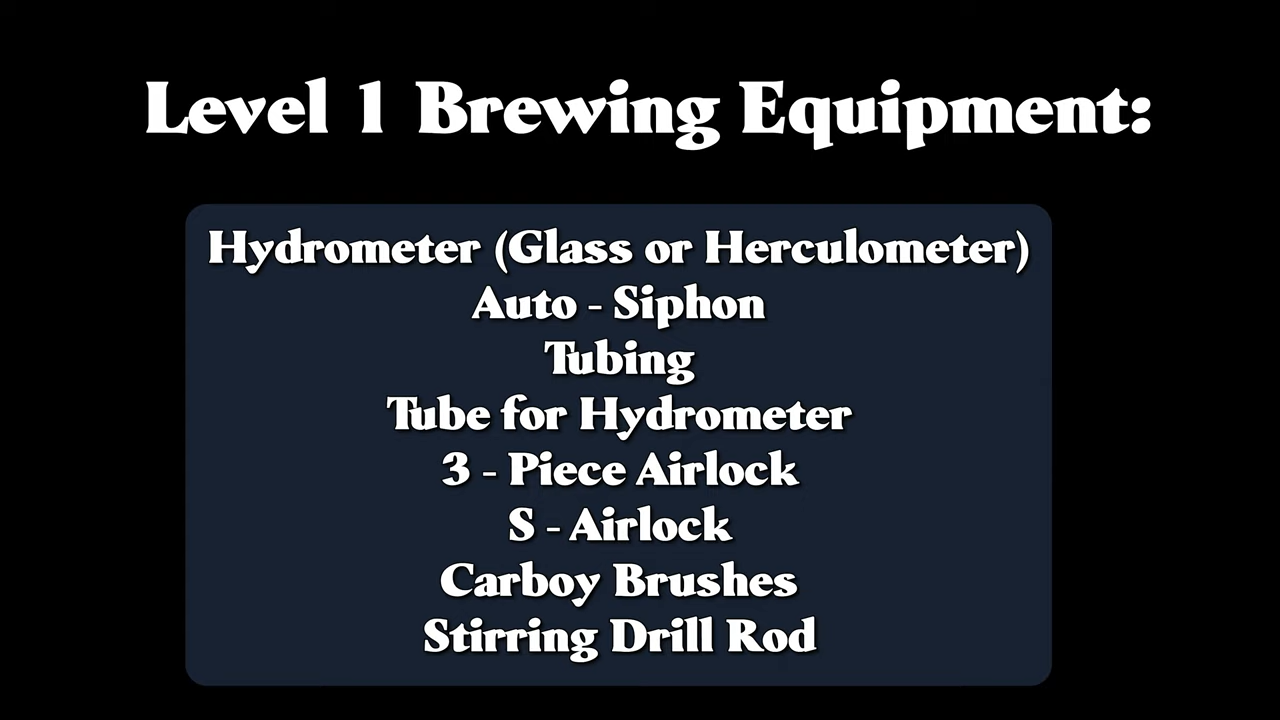 Level 1 Brewing Equipment:
Hydrometer (Glass or Herculometer)
Auto - Siphon
Tubing
Tube for Hydrometer
3 - Piece Airlock
S - Airlock
Carboy Brushes
Stirring Drill Rod